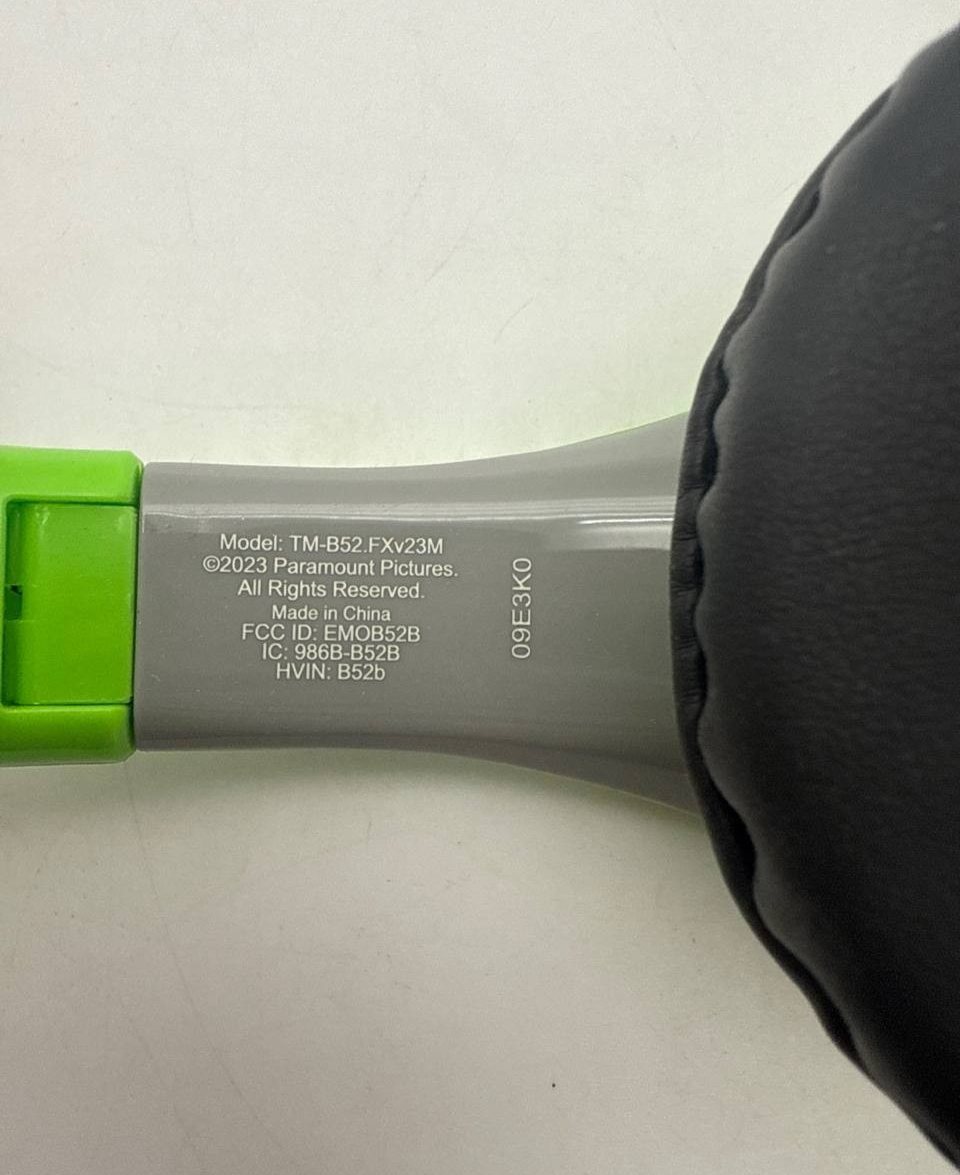 Model: TM-B52.FXv23M
©2023 Paramount Pictures.
All Rights Reserved.
Made in China
FCC ID: EMOB52B
IC: 986B-B52B
HVIN: B52b
09E3K0